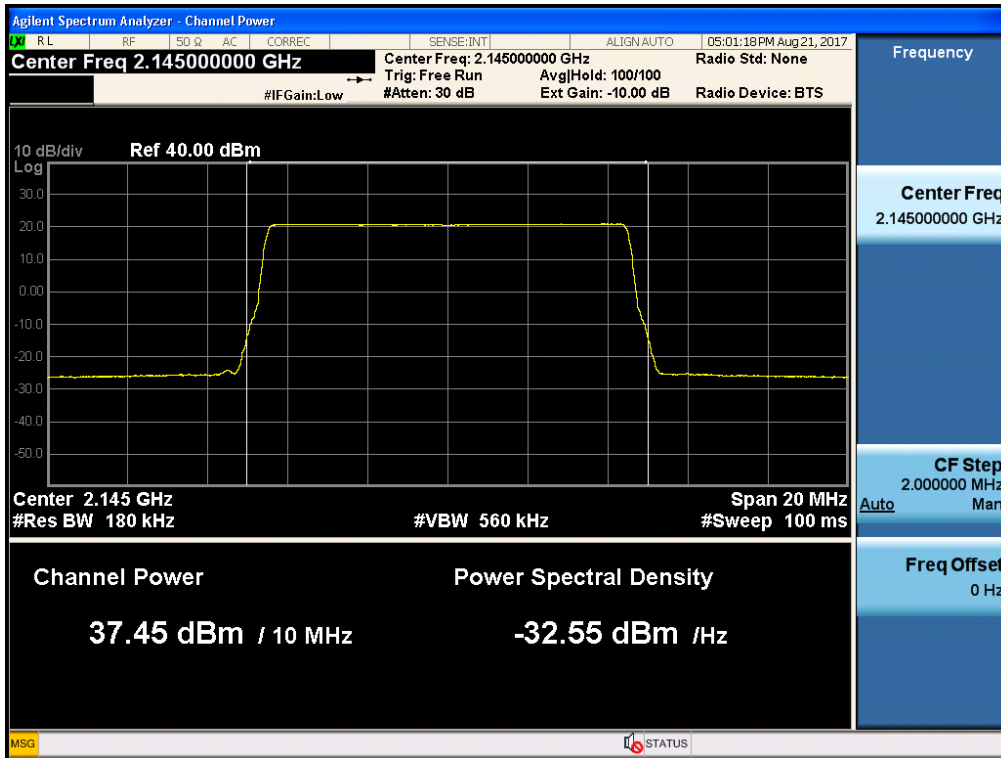 Agilent Spectrum Analyzer - Channel Power
LXI RL RF 50 Ω AC CORREC SENSE:INT ALIGN AUTO 05:01:18 PM Aug 21, 2017
Center Freq 2.145000000 GHz
#IFGain:Low
Center Freq: 2.145000000 GHz
Trig: Free Run Avg|Hold: 100/100
#Atten: 30 dB Ext Gain: -10.00 dB
Radio Std: None
Radio Device: BTS
10 dB/div Ref 40.00 dBm
Log
30.0
20.0
10.0
0.00
-10.0
-20.0
-30.0
-40.0
-50.0
Center 2.145 GHz Span 20 MHz
#Res BW 180 kHz #VBW 560 kHz #Sweep 100 ms
Channel Power Power Spectral Density
37.45 dBm / 10 MHz -32.55 dBm /Hz
Frequency
Center Freq
2.145000000 GHz
CF Step
2.000000 MHz
Auto Man
Freq Offset
0 Hz
MSG STATUS